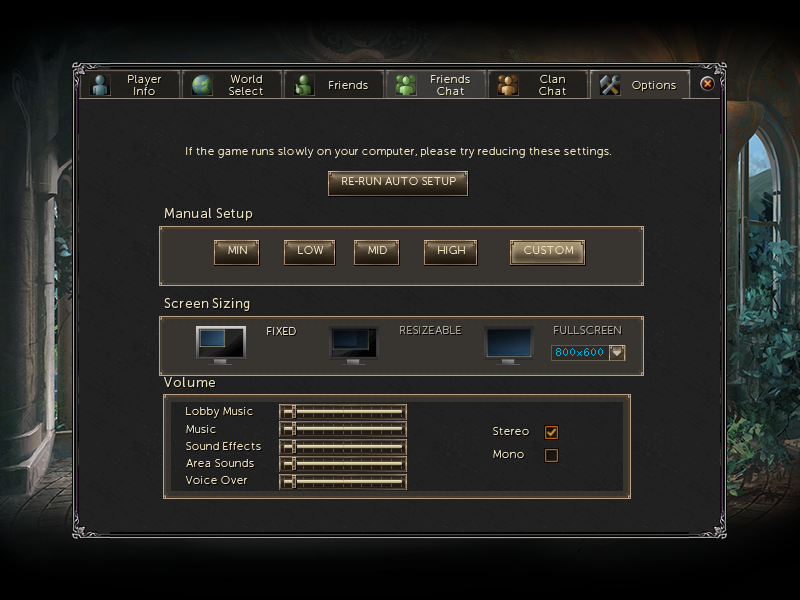 Player Info
World Select
Friends
Friends Chat
Clan Chat
Options
If the game runs slowly on your computer, please try reducing these settings.
RE-RUN AUTO SETUP
Manual Setup
MIN LOW MID HIGH CUSTOM
Screen Sizing
FIXED RESIZEABLE FULLSCREEN
800x600
Volume
Lobby Music
Music
Sound Effects
Area Sounds
Voice Over
Stereo
Mono